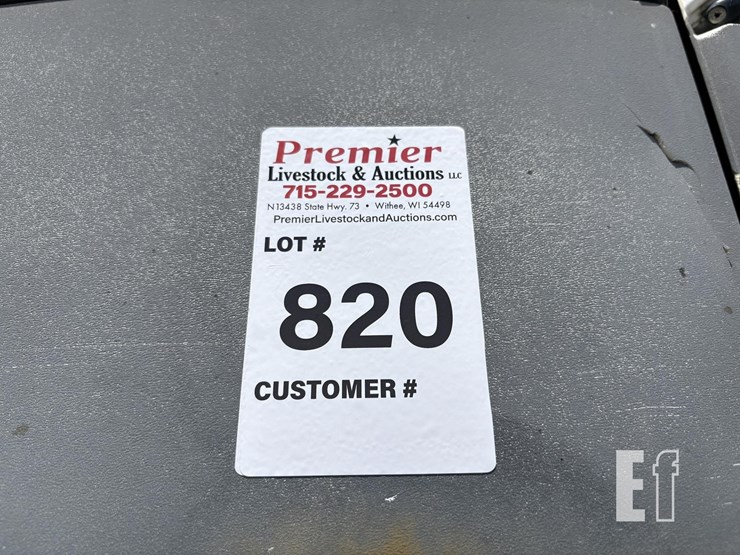 Premier
Livestock & Auctions LLC
715-229-2500
N13438 State Hwy. 73 • Withee, WI 54498
PremierLivestockandAuctions.com
LOT #
820
CUSTOMER #
Ef